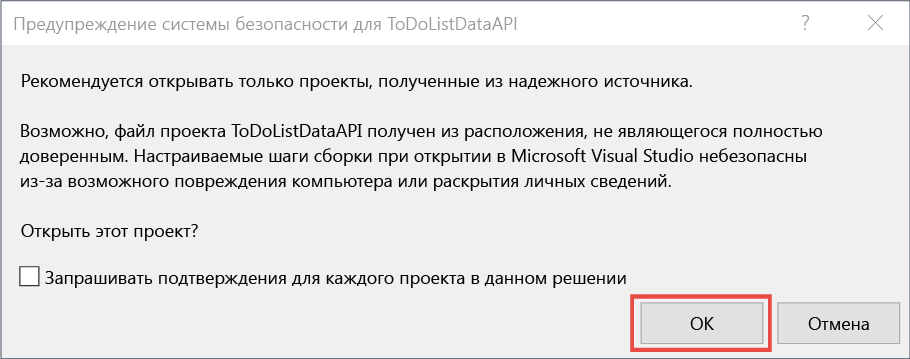 Предупреждение системы безопасности для ToDoListDataAPI
?
Рекомендуется открывать только проекты, полученные из надежного источника.
Возможно, файл проекта ToDoListDataAPI получен из расположения, не являегося полностью
доверенным. Настраиваемые шаги сборки при открытии в Microsoft Visual Studio небезопасны
из-за возможного повреждения компьютера или раскрытия личных сведений.
Открыть этот проект?
Запрашивать подтверждения для каждого проекта в данном решении
OK
Отмена